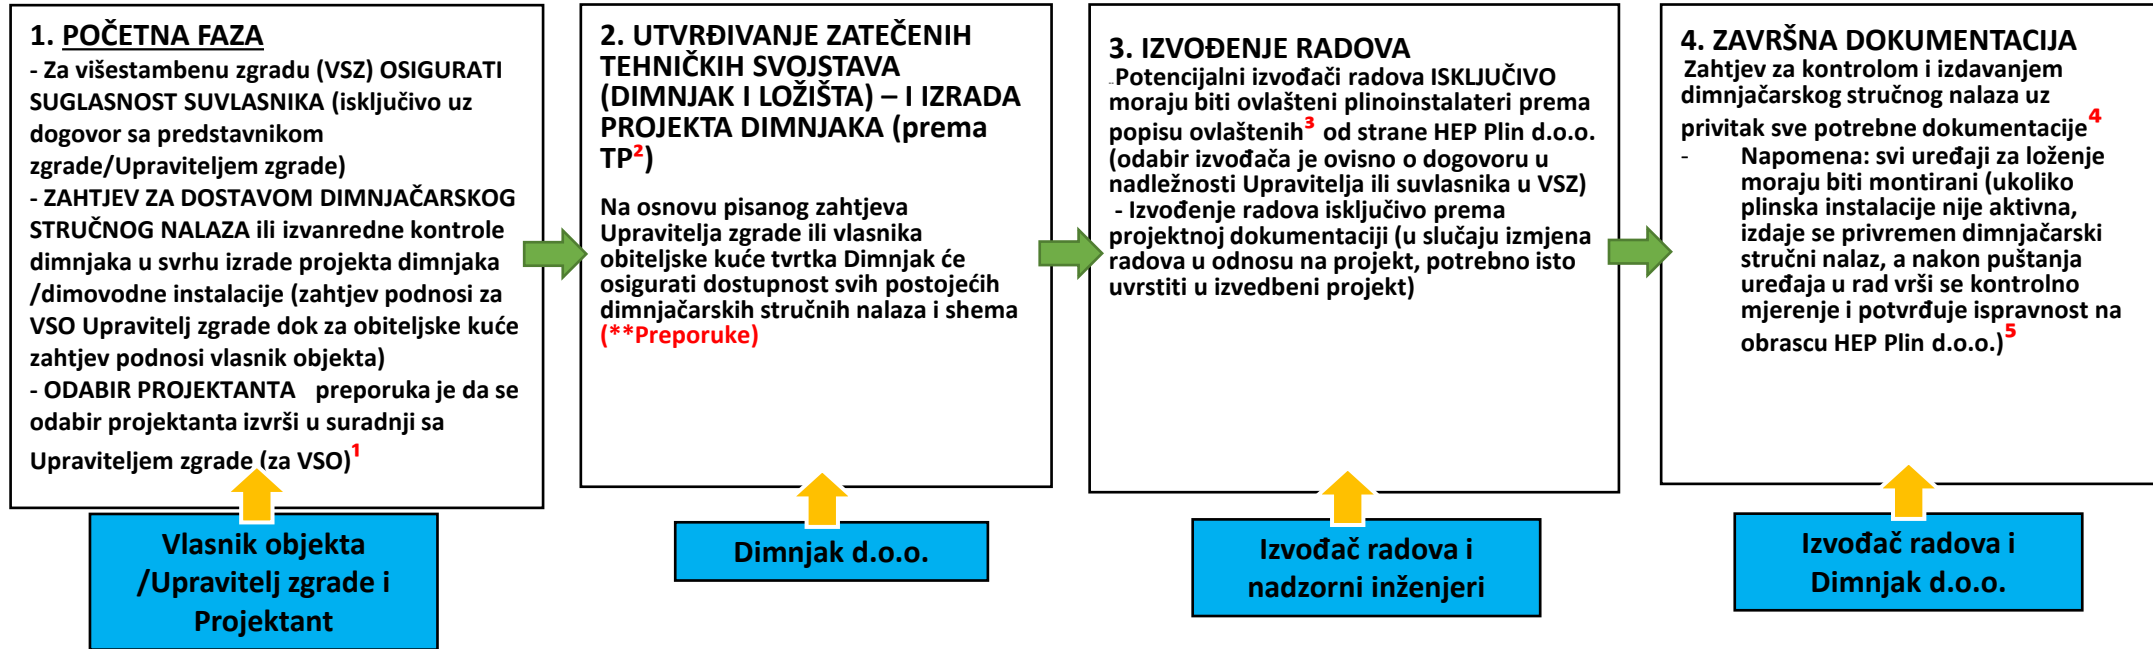 1. POČETNA FAZA
- Za višestambenu zgradu (VSZ) OSIGURATI
SUGLASNOST SUVLASNIKA (isključivo uz
dogovor sa predstavnikom
zgrade/Upraviteljem zgrade)
- ZAHTJEV ZA DOSTAVOM DIMNJAČARSKOG
STRUČNOG NALAZA ili izvanredne kontrole
dimnjaka u svrhu izrade projekta dimnjaka
/dimovodne instalacije (zahtjev podnosi za
VSO Upravitelj zgrade dok za obiteljske kuće
zahtjev podnosi vlasnik objekta)
- ODABIR PROJEKTANTA preporuka je da se
odabir projektanta izvrši u suradnji sa
Upraviteljem zgrade (za VSO)¹
Vlasnik objekta
/Upravitelj zgrade i
Projektant
2. UTVRĐIVANJE ZATEČENIH
TEHNIČKIH SVOJSTAVA
(DIMNJAK I LOŽIŠTA) – I IZRADA
PROJEKTA DIMNJAKA (prema
TP²)
Na osnovu pisanog zahtjeva
Upravitelja zgrade ili vlasnika
obiteljske kuće tvrtka Dimnjak će
osigurati dostupnost svih postojećih
dimnjačarskih stručnih nalaza i shema
(**Preporuke)
Dimnjak d.o.o.
3. IZVOĐENJE RADOVA
- Potencijalni izvođači radova ISKLJUČIVO
moraju biti ovlašteni plinoinstalateri prema
popisu ovlaštenih³ od strane HEP Plin d.o.o.
(odabir izvođača je ovisno o dogovoru u
nadležnosti Upravitelja ili suvlasnika u VSZ)
- Izvođenje radova isključivo prema
projektnoj dokumentaciji (u slučaju izmjena
radova u odnosu na projekt, potrebno isto
uvrstiti u izvedbeni projekt)
Izvođač radova i
nadzorni inženjeri
4. ZAVRŠNA DOKUMENTACIJA
Zahtjev za kontrolom i izdavanjem
dimnjačarskog stručnog nalaza uz
privitak sve potrebne dokumentacije⁴
- Napomena: svi uređaji za loženje
moraju biti montirani (ukoliko
plinska instalacije nije aktivna,
izdaje se privremen dimnjačarski
stručni nalaz, a nakon puštanja
uređaja u rad vrši se kontrolno
mjerenje i potvrđuje ispravnost na
obrascu HEP Plin d.o.o.)⁵
Izvođač radova i
Dimnjak d.o.o.